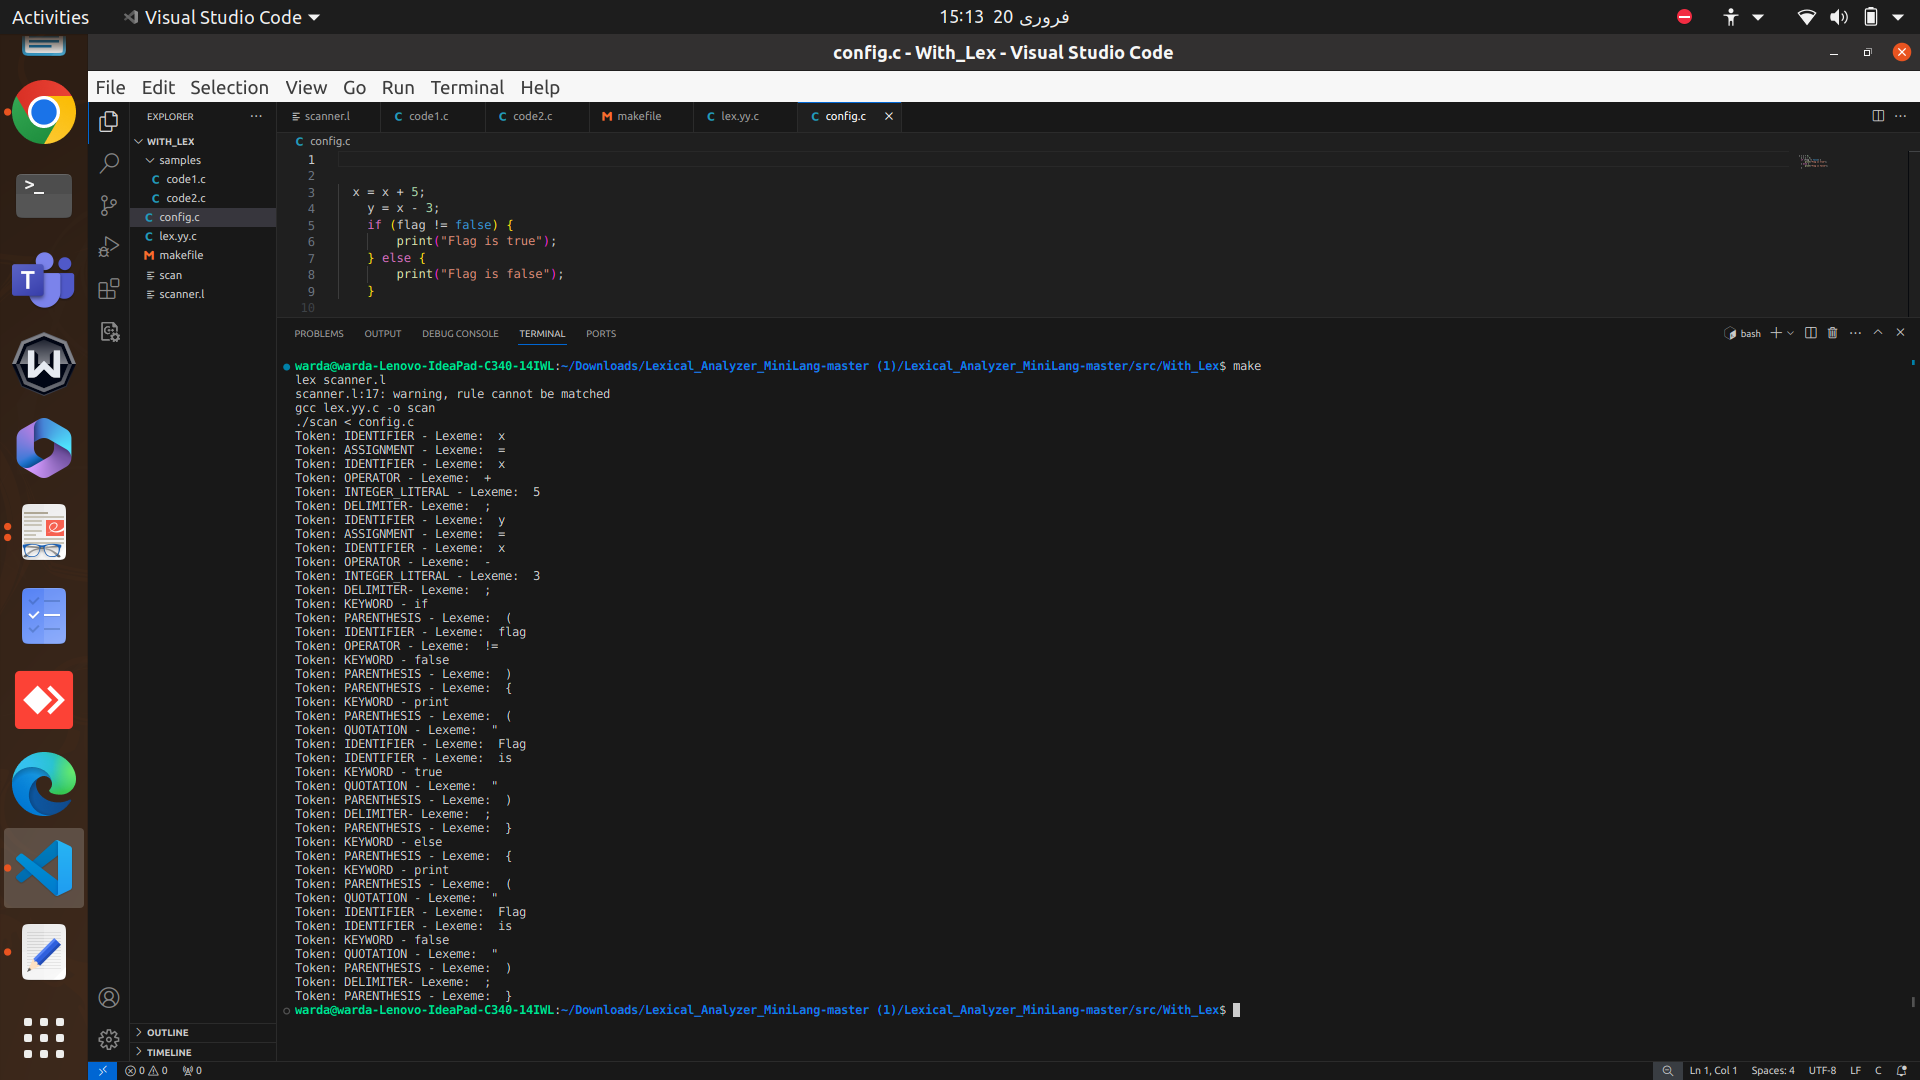 Activities
Visual Studio Code
15:13 20 فروری
config.c - With_Lex - Visual Studio Code
File Edit Selection View Go Run Terminal Help
EXPLORER
WITH_LEX
samples
code1.c
code2.c
config.c
lex.yy.c
makefile
scan
scanner.l
OUTLINE
TIMELINE
scanner.l code1.c code2.c makefile lex.yy.c config.c
config.c
1
2
3 x = x + 5;
4 y = x - 3;
5 if (flag != false) {
6 print("Flag is true");
7 } else {
8 print("Flag is false");
9 }
10
PROBLEMS OUTPUT DEBUG CONSOLE TERMINAL PORTS
bash
warda@warda-Lenovo-IdeaPad-C340-14IWL:~/Downloads/Lexical_Analyzer_MiniLang-master (1)/Lexical_Analyzer_MiniLang-master/src/With_Lex$ make
lex scanner.l
scanner.l:17: warning, rule cannot be matched
gcc lex.yy.c -o scan
./scan < config.c
Token: IDENTIFIER - Lexeme: x
Token: ASSIGNMENT - Lexeme: =
Token: IDENTIFIER - Lexeme: x
Token: OPERATOR - Lexeme: +
Token: INTEGER_LITERAL - Lexeme: 5
Token: DELIMITER- Lexeme: ;
Token: IDENTIFIER - Lexeme: y
Token: ASSIGNMENT - Lexeme: =
Token: IDENTIFIER - Lexeme: x
Token: OPERATOR - Lexeme: -
Token: INTEGER_LITERAL - Lexeme: 3
Token: DELIMITER- Lexeme: ;
Token: KEYWORD - if
Token: PARENTHESIS - Lexeme: (
Token: IDENTIFIER - Lexeme: flag
Token: OPERATOR - Lexeme: !=
Token: KEYWORD - false
Token: PARENTHESIS - Lexeme: )
Token: PARENTHESIS - Lexeme: {
Token: KEYWORD - print
Token: PARENTHESIS - Lexeme: (
Token: QUOTATION - Lexeme: "
Token: IDENTIFIER - Lexeme: Flag
Token: IDENTIFIER - Lexeme: is
Token: KEYWORD - true
Token: QUOTATION - Lexeme: "
Token: PARENTHESIS - Lexeme: )
Token: DELIMITER- Lexeme: ;
Token: PARENTHESIS - Lexeme: }
Token: KEYWORD - else
Token: PARENTHESIS - Lexeme: {
Token: KEYWORD - print
Token: PARENTHESIS - Lexeme: (
Token: QUOTATION - Lexeme: "
Token: IDENTIFIER - Lexeme: Flag
Token: IDENTIFIER - Lexeme: is
Token: KEYWORD - false
Token: QUOTATION - Lexeme: "
Token: PARENTHESIS - Lexeme: )
Token: DELIMITER- Lexeme: ;
Token: PARENTHESIS - Lexeme: }
warda@warda-Lenovo-IdeaPad-C340-14IWL:~/Downloads/Lexical_Analyzer_MiniLang-master (1)/Lexical_Analyzer_MiniLang-master/src/With_Lex$
0 0 0
Ln 1, Col 1 Spaces: 4 UTF-8 LF C